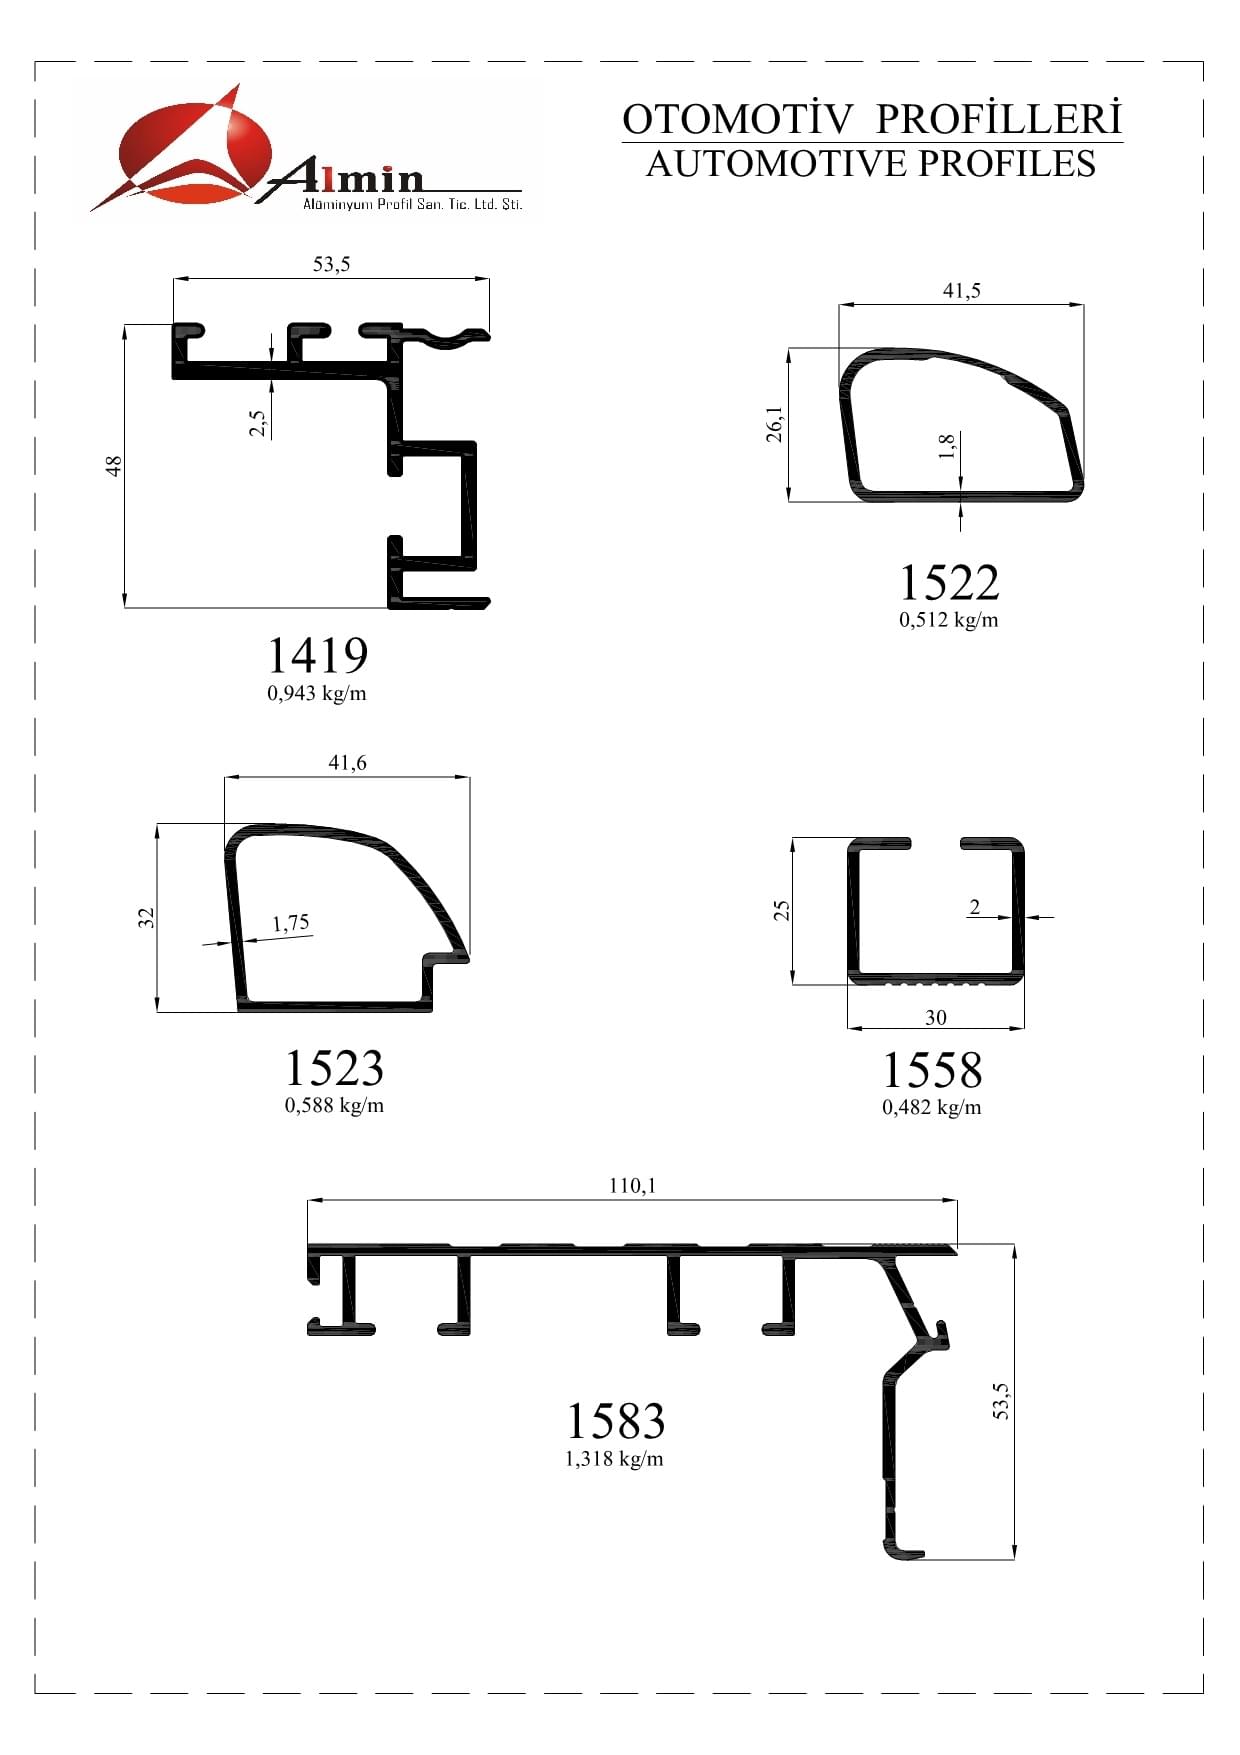 Almin
Alüminyum Profil San. Tic. Ltd. Şti.
OTOMOTİV PROFİLLERİ
AUTOMOTIVE PROFILES
53,5
48
2,5
1419
0,943 kg/m
41,5
26,1
1,8
1522
0,512 kg/m
41,6
32
1,75
1523
0,588 kg/m
25
2
30
1558
0,482 kg/m
110,1
53,5
1583
1,318 kg/m